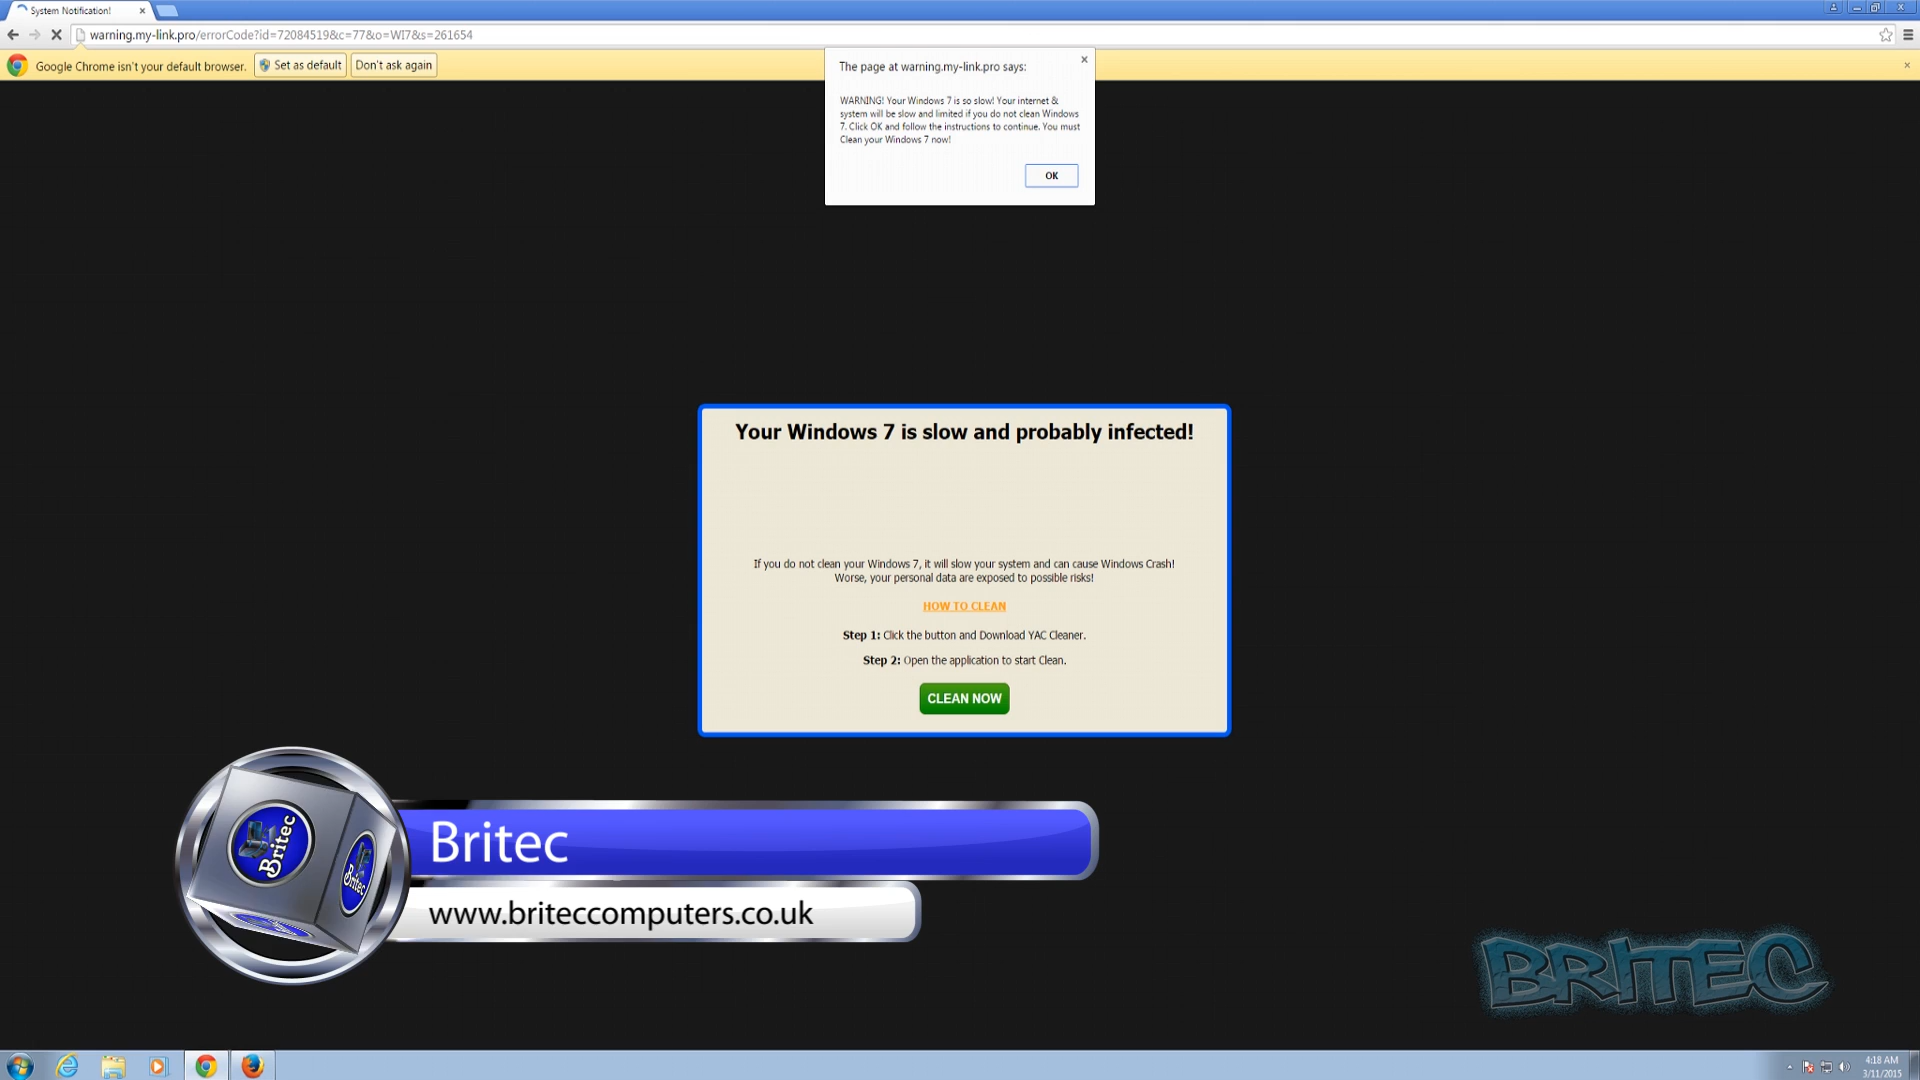 System Notification!
warning.my-link.pro/errorCode?id=72084519&c=77&o=WI7&s=261654
Google Chrome isn't your default browser.
Set as default
Don't ask again
The page at warning.my-link.pro says:
WARNING! Your Windows 7 is so slow! Your internet &
system will be slow and limited if you do not clean Windows
7. Click OK and follow the instructions to continue. You must
Clean your Windows 7 now!
OK
Your Windows 7 is slow and probably infected!
If you do not clean your Windows 7, it will slow your system and can cause Windows Crash!
Worse, your personal data are exposed to possible risks!
HOW TO CLEAN
Step 1: Click the button and Download YAC Cleaner.
Step 2: Open the application to start Clean.
CLEAN NOW
Britec
Britec
Britec
www.briteccomputers.co.uk
BRITEC
4:18 AM
3/11/2015